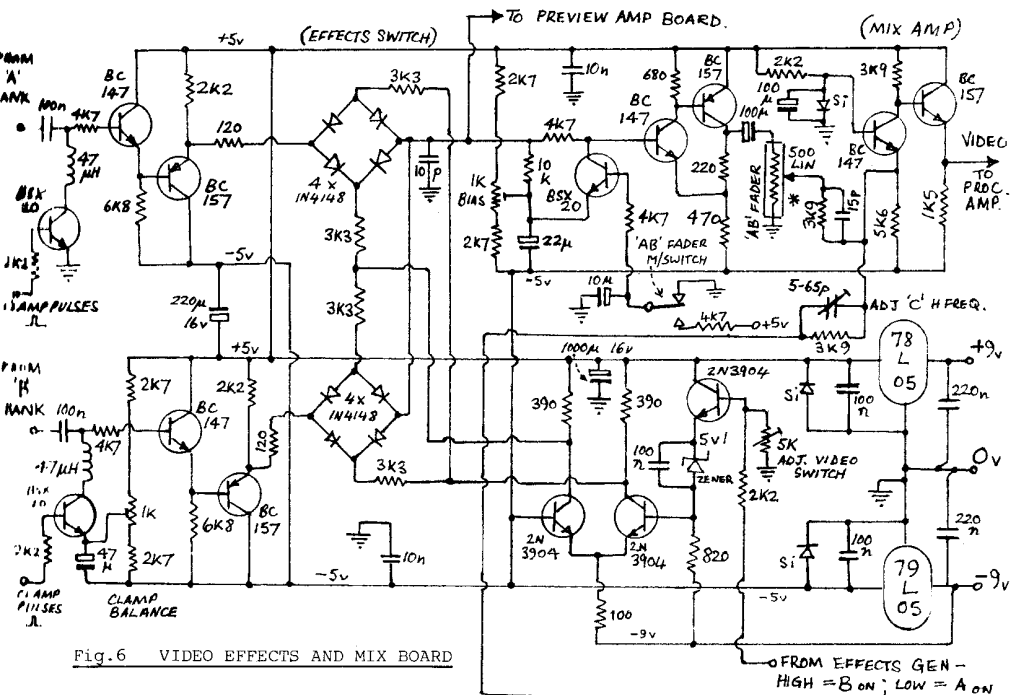 TO PREVIEW AMP BOARD.
+5v
(EFFECTS SWITCH)
(MIX AMP)
'A'
100n
4K7
BC
147
2K2
120
3K3
2K7
10n
680
BC
157
2K2
3K9
BC
157
100
µ
Si
47
µH
BC
147
100µ
4K7
BC
157
6K8
4 x
1N4148
10 p
1K
BIAS
10
k
BSX
20
220
500
LIN
'AB' FADER
*
3K9
15p
BC
147
VIDEO
TO
PROC.
AMP.
5K6
1K5
3K3
2K7
22µ
4K7
470
'AB' FADER
M/SWITCH
-5v
-5v
CLAMP PULSES
220µ
16v
3K3
10µ
4K7
+5v
5-65p
ADJ 'C' H FREQ.
3K9
+5v
1000µ
16v
78
L
05
+9v
220n
100n
2K7
2K2
BC
147
4K7
4x
1N4148
390
390
2N3904
5v1
ZENER
100
n
5K
ADJ. VIDEO
SWITCH
Si
100
n
0v
47µH
120
3K3
2K2
1K
6K8
BC
157
2N
3904
2N
3904
820
220
n
47
µ
2K7
10n
Si
100
n
79
L
05
-9v
CLAMP
PULSES
CLAMP
BALANCE
-5v
-5v
100
-9v
Fig.6 VIDEO EFFECTS AND MIX BOARD
FROM EFFECTS GEN-
HIGH = B ON; LOW = A ON